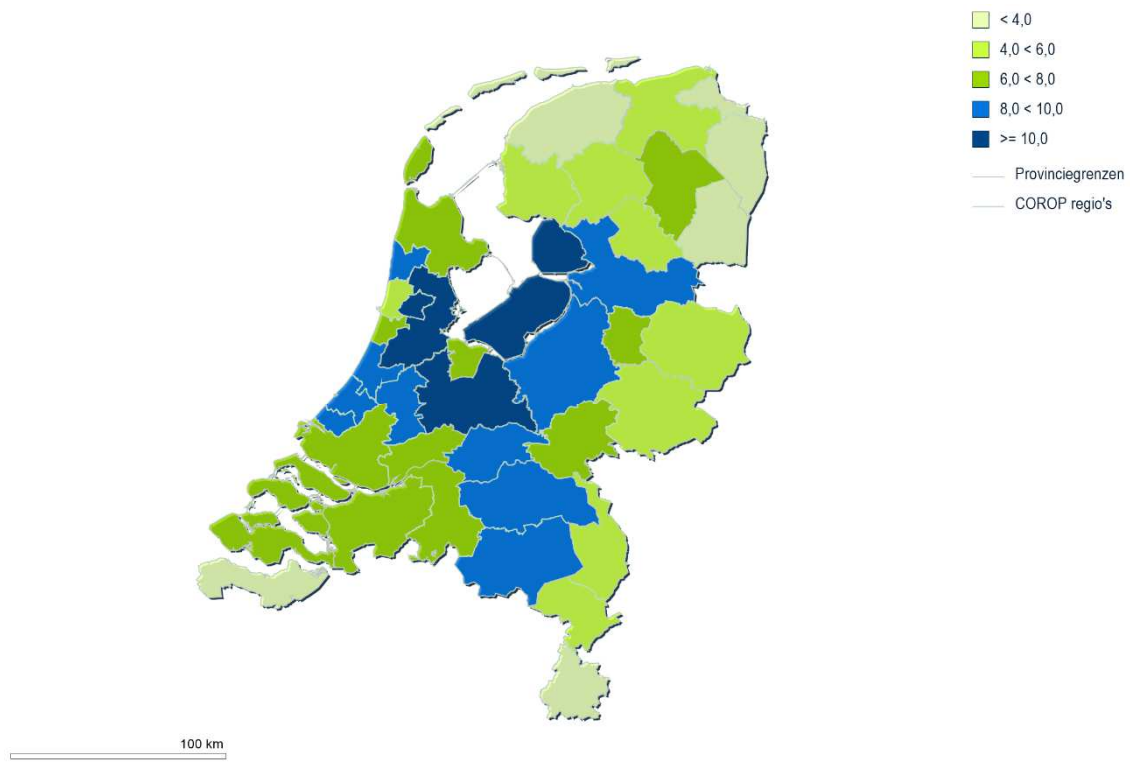 < 4,0
4,0 < 6,0
6,0 < 8,0
8,0 < 10,0
>= 10,0
Provinciegrenzen
COROP regio's
100 km